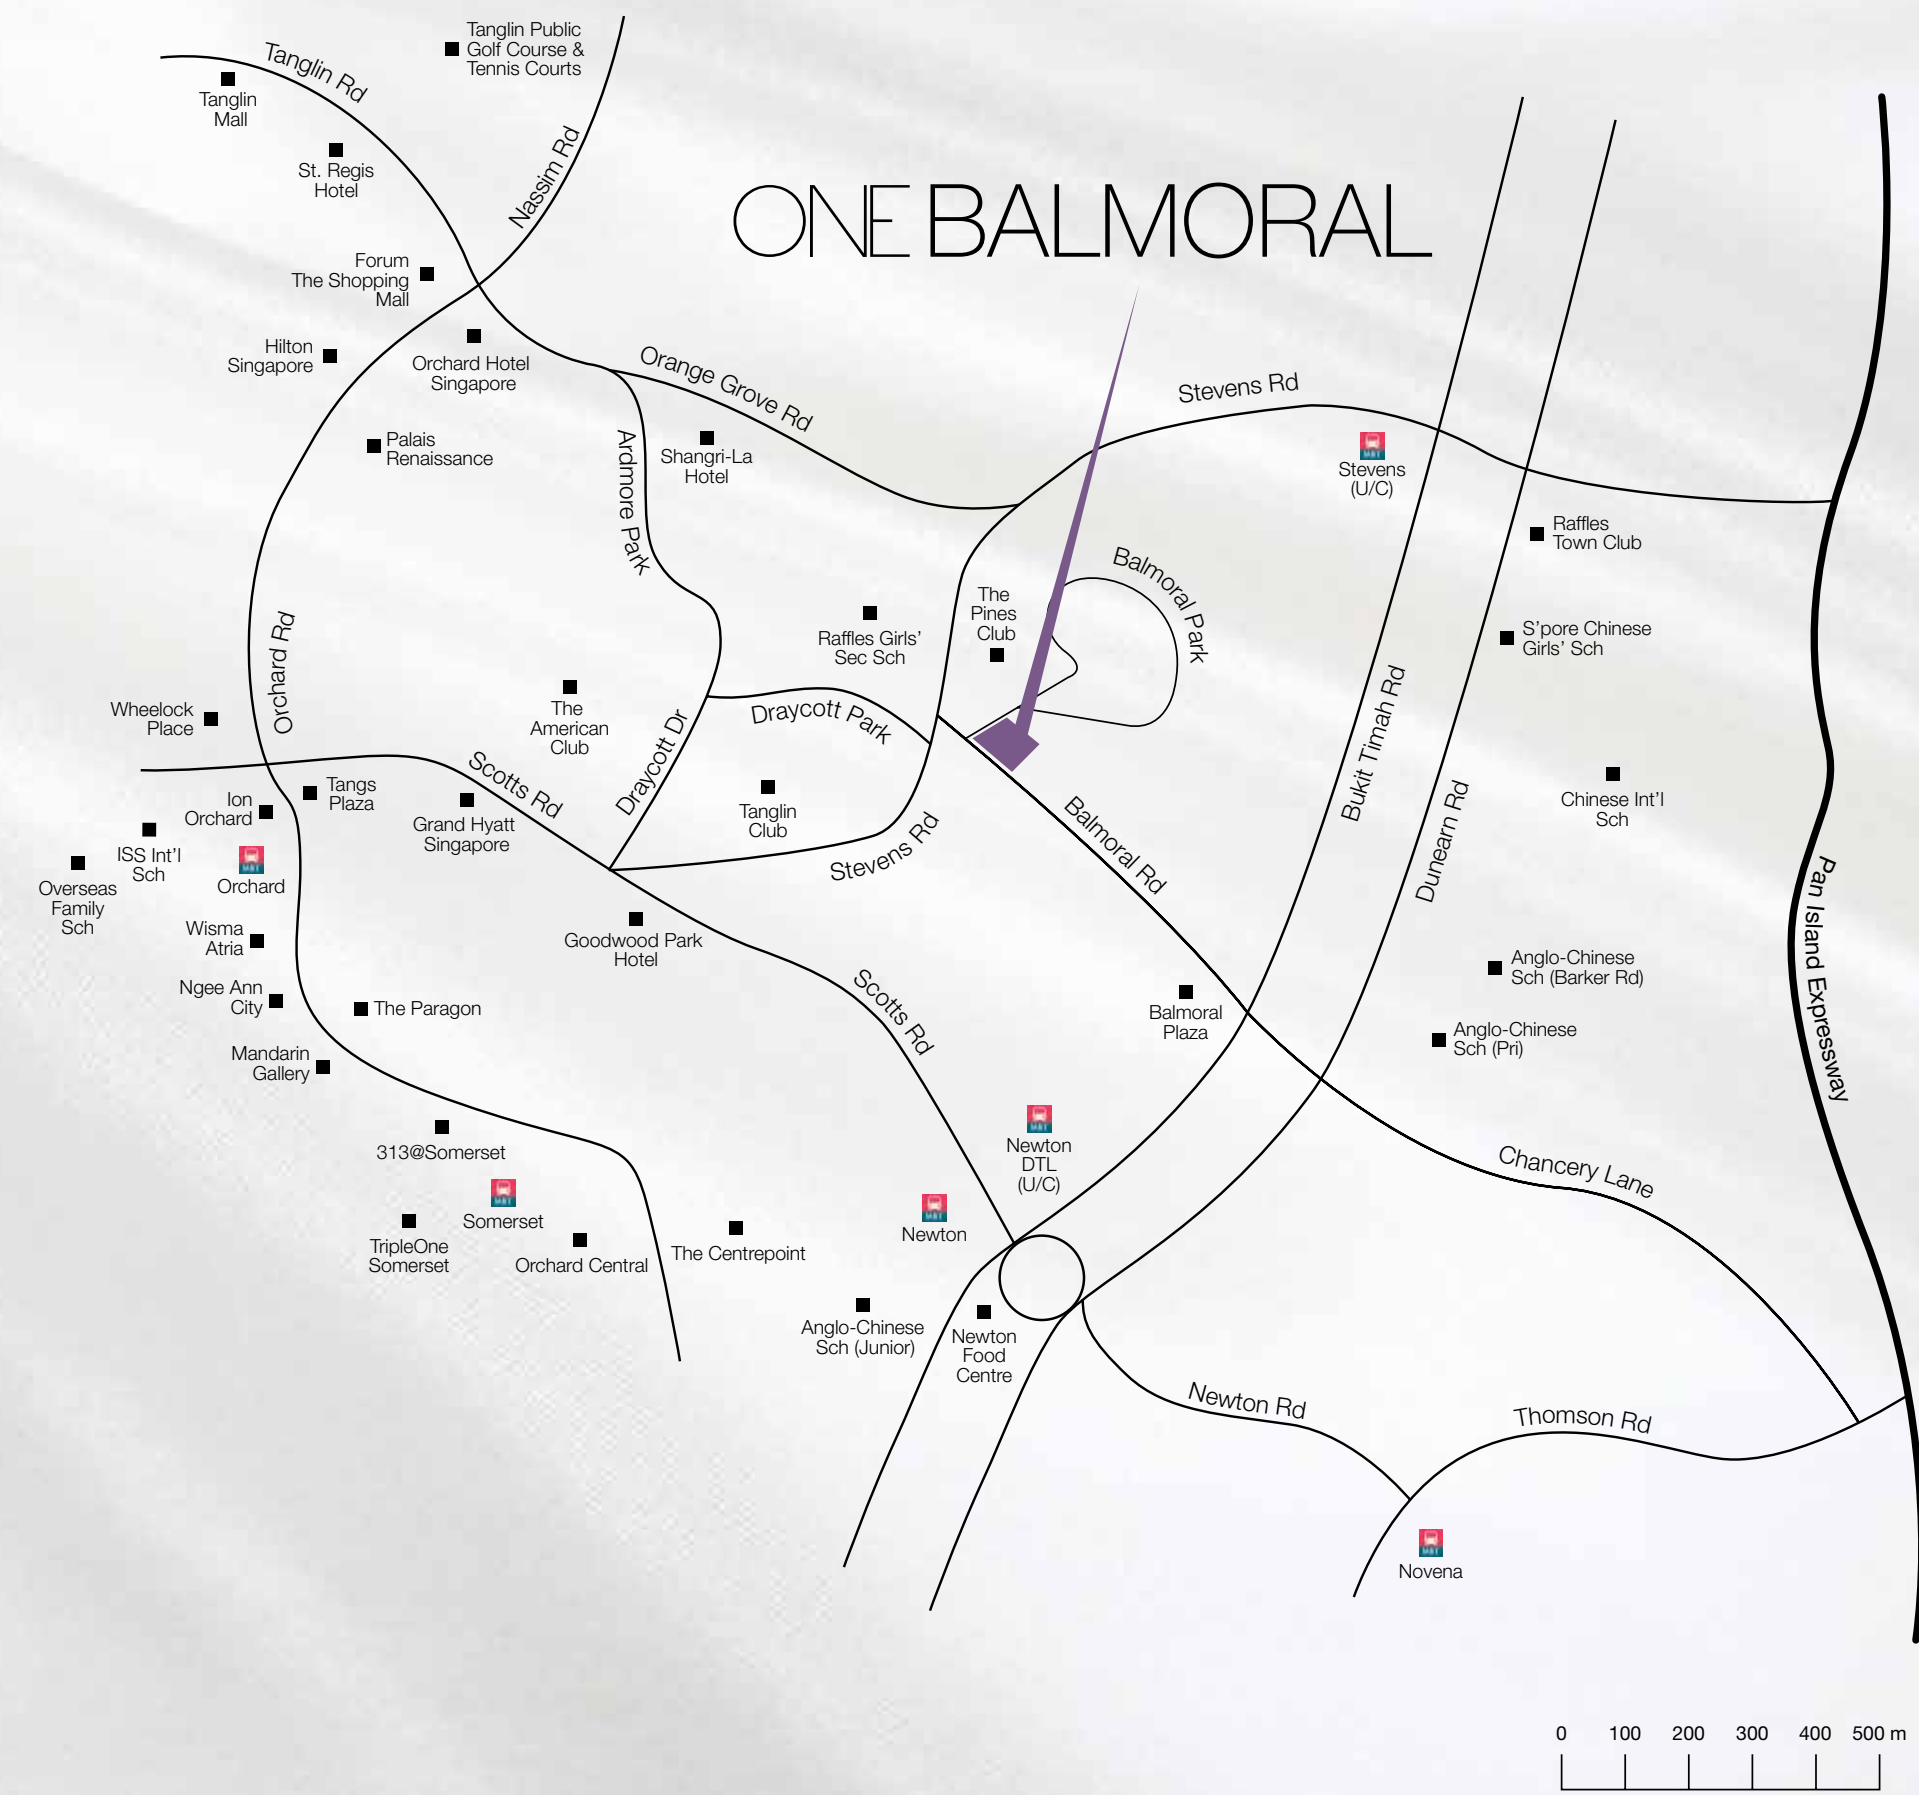 Tanglin Public
Golf Course &
Tennis Courts
Tanglin Rd
Tanglin
Mall
St. Regis
Hotel
Nassim Rd
ONE BALMORAL
Forum
The Shopping
Mall
Hilton
Singapore
Orchard Hotel
Singapore
Orange Grove Rd
Stevens Rd
Palais
Renaissance
Ardmore Park
Shangri-La
Hotel
MRT
Stevens
(U/C)
Raffles
Town Club
Balmoral Park
The
Pines
Club
Raffles Girls'
Sec Sch
S'pore Chinese
Girls' Sch
Orchard Rd
Wheelock
Place
The
American
Club
Draycott Dr
Draycott Park
Bukit Timah Rd
Scotts Rd
Tangs
Plaza
Ion
Orchard
Grand Hyatt
Singapore
Tanglin
Club
Stevens Rd
Balmoral Rd
Dunearn Rd
Chinese Int'l
Sch
ISS Int'l
Sch
Overseas
Family
Sch
MRT
Orchard
Pan Island Expressway
Wisma
Atria
Goodwood Park
Hotel
Ngee Ann
City
The Paragon
Scotts Rd
Balmoral
Plaza
Anglo-Chinese
Sch (Barker Rd)
Anglo-Chinese
Sch (Pri)
Mandarin
Gallery
313@Somerset
MRT
Newton
DTL
(U/C)
Chancery Lane
MRT
Somerset
MRT
Newton
TripleOne
Somerset
Orchard Central
The Centrepoint
Anglo-Chinese
Sch (Junior)
Newton
Food
Centre
Newton Rd
Thomson Rd
MRT
Novena
0 100 200 300 400 500 m